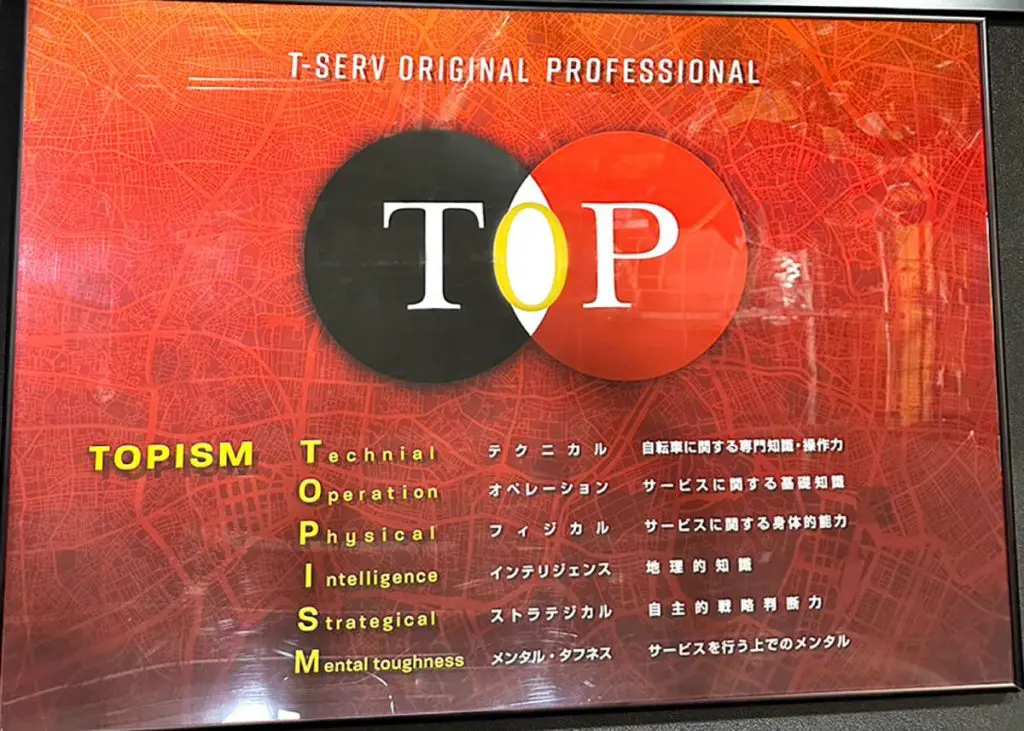 T-SERV ORIGINAL PROFESSIONAL
TOP
TOPISM
Technial テクニカル 自転車に関する専門知識・操作力
Operation オペレーション サービスに関する基礎知識
Physical フィジカル サービスに関する身体的能力
Intelligence インテリジェンス 地理的知識
Strategical ストラテジカル 自主的戦略判断力
Mental toughness メンタル・タフネス サービスを行う上でのメンタル